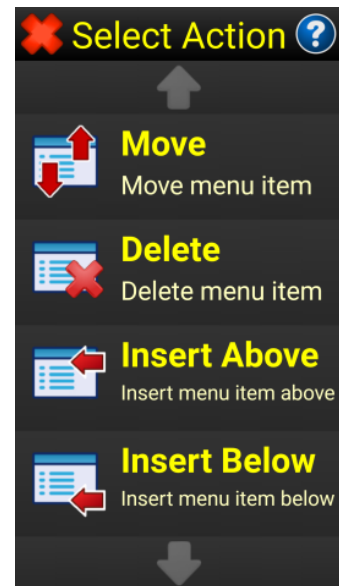 Select Action ?
Move
Move menu item
Delete
Delete menu item
Insert Above
Insert menu item above
Insert Below
Insert menu item below